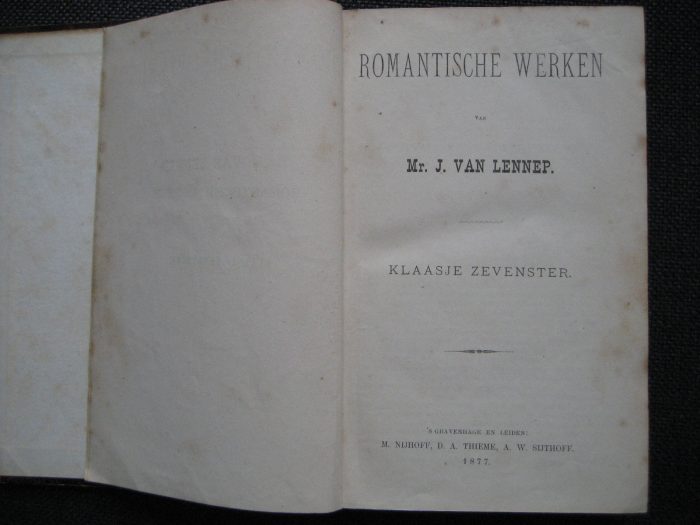 ROMANTISCHE WERKEN
VAN
Mr. J. VAN LENNEP.
KLAASJE ZEVENSTER.
'S GRAVENHAGE EN LEIDEN:
M. NIJHOFF, D. A. THIEME, A. W. SIJTHOFF.
1877.